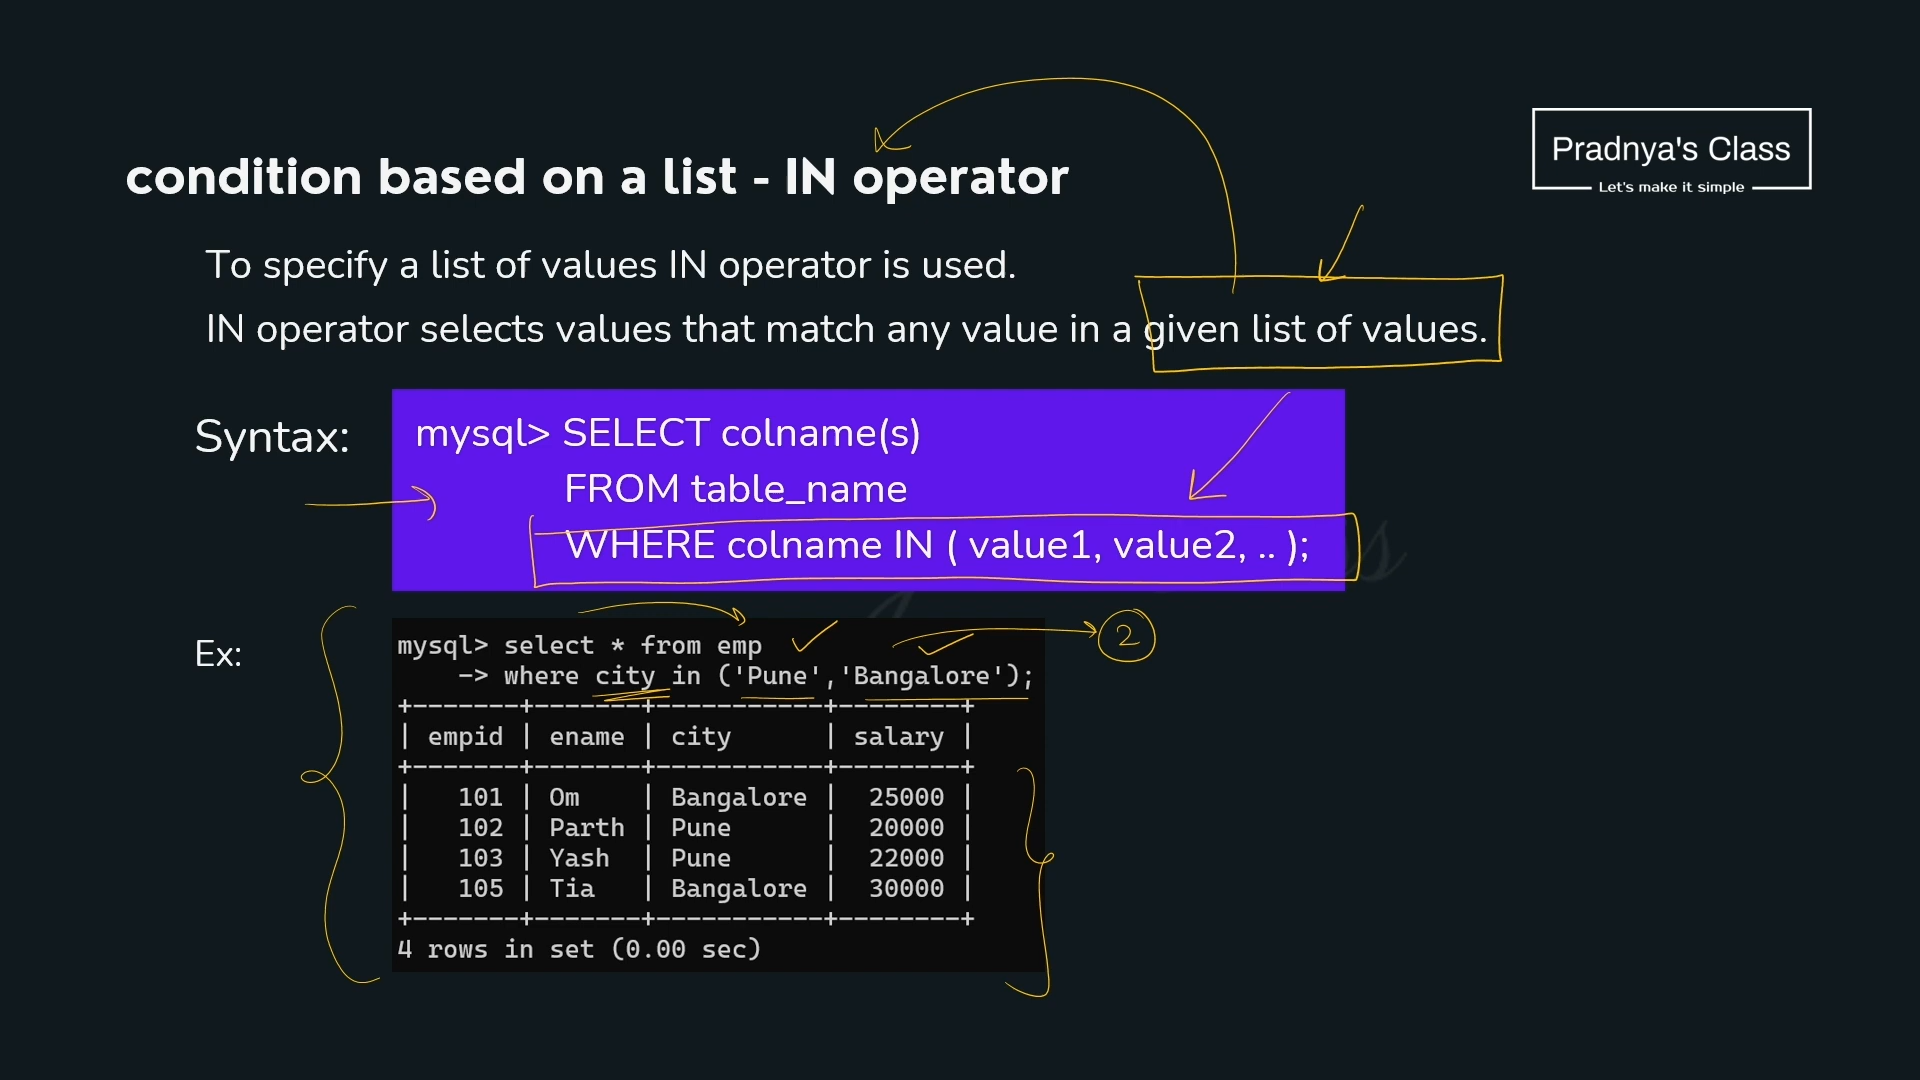 condition based on a list - IN operator
Pradnya's Class
Let's make it simple
To specify a list of values IN operator is used.
IN operator selects values that match any value in a given list of values.
Syntax:
mysql> SELECT colname(s)
FROM table_name
WHERE colname IN ( value1, value2, .. );
Ex:
2
mysql> select * from emp
    -> where city in ('Pune','Bangalore');
+-------+-------+-----------+--------+
| empid | ename | city      | salary |
+-------+-------+-----------+--------+
|   101 | Om    | Bangalore |  25000 |
|   102 | Parth | Pune      |  20000 |
|   103 | Yash  | Pune      |  22000 |
|   105 | Tia   | Bangalore |  30000 |
+-------+-------+-----------+--------+
4 rows in set (0.00 sec)